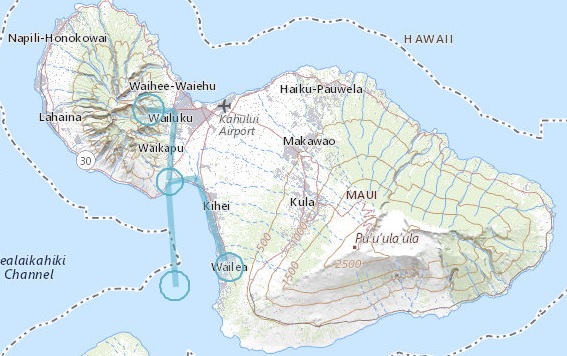 Napili-Honokowai
HAWAII
Waihee-Waiehu
Haiku-Pauwela
Lahaina
Wailuku
Kahului
Airport
Makawao
Waikapu
30
MAUI
Kihei
Kula
Pu'u'ula'ula
500
ealaikahiki
Channel
Wailea
1500
2500